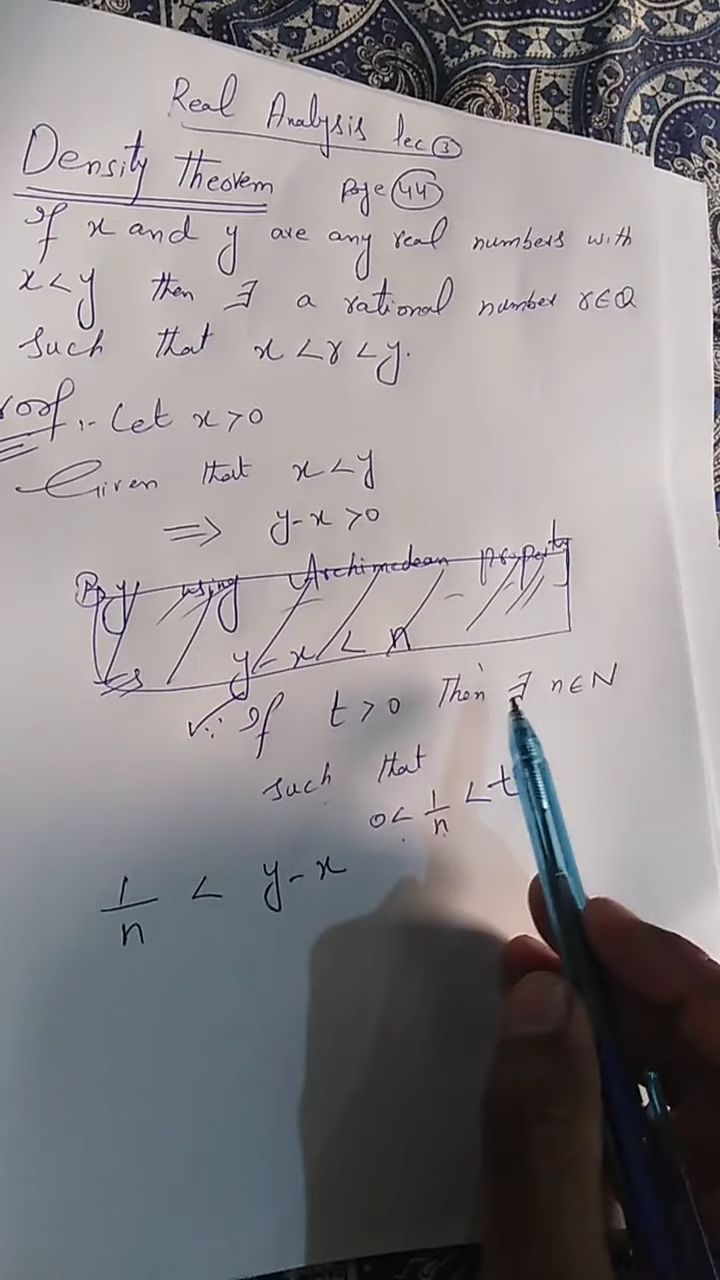 Real Analysis Lec ③
Density Theorem Page 44
If x and y are any real numbers with
x < y then ∃ a rational number r∈Q
Such that x < r < y.
Proof :- Let x > 0
Given that x < y
⇒ y-x > 0
By using Archimedean Property
y-x < n
∵ If t > 0 Then ∃ n∈N
such that
0 < 1/n < t
1/n < y-x